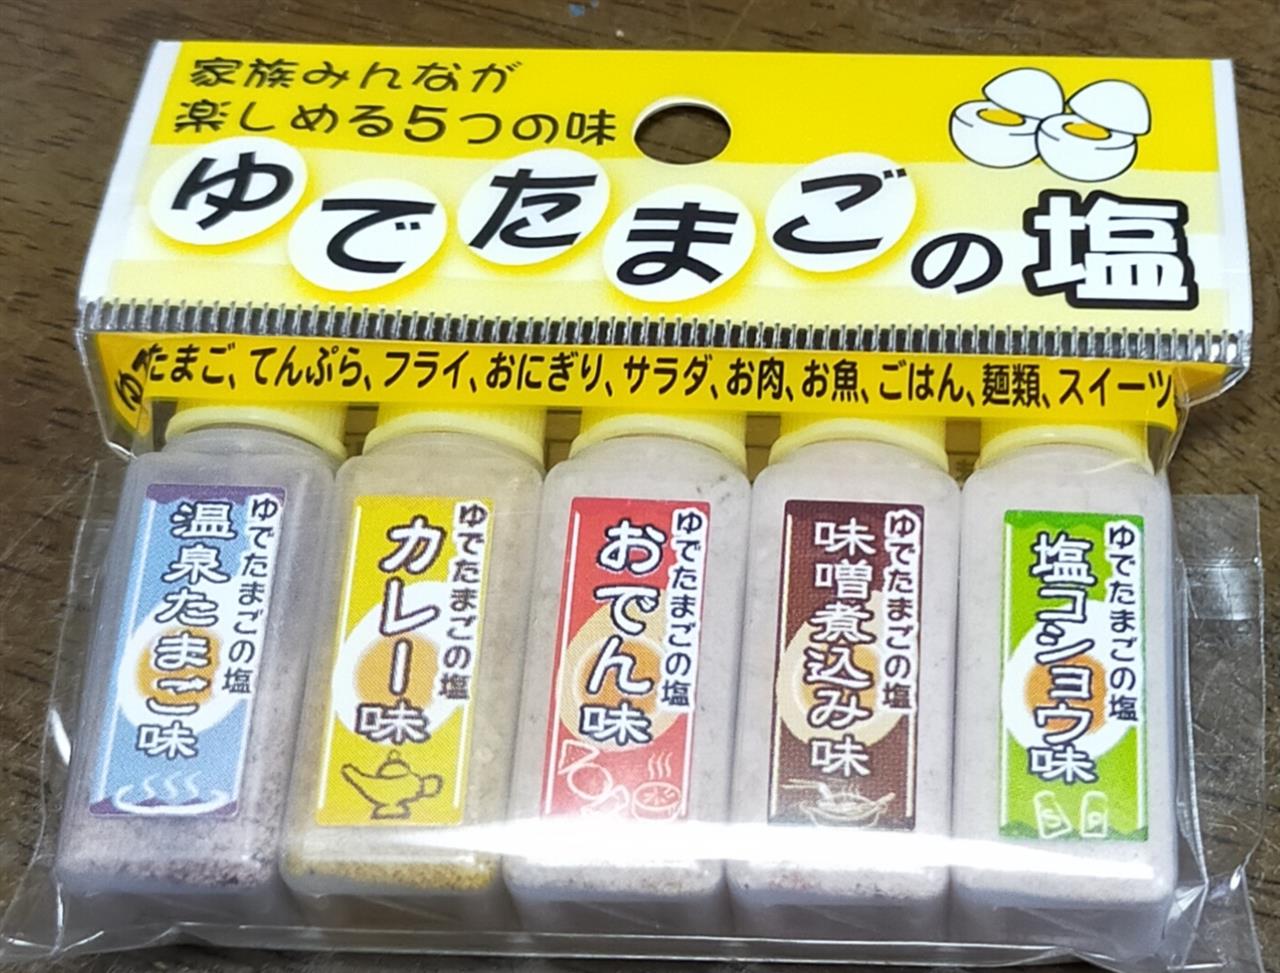 家族みんなが
楽しめる5つの味
ゆでたまごの塩
たまご、てんぷら、フライ、おにぎり、サラダ、お肉、お魚、ごはん、麺類、スイーツ
ゆでたまごの塩
温泉たまご味
ゆでたまごの塩
カレー味
ゆでたまごの塩
おでん味
ゆでたまごの塩
味噌煮込み味
ゆでたまごの塩
塩コショウ味
S P